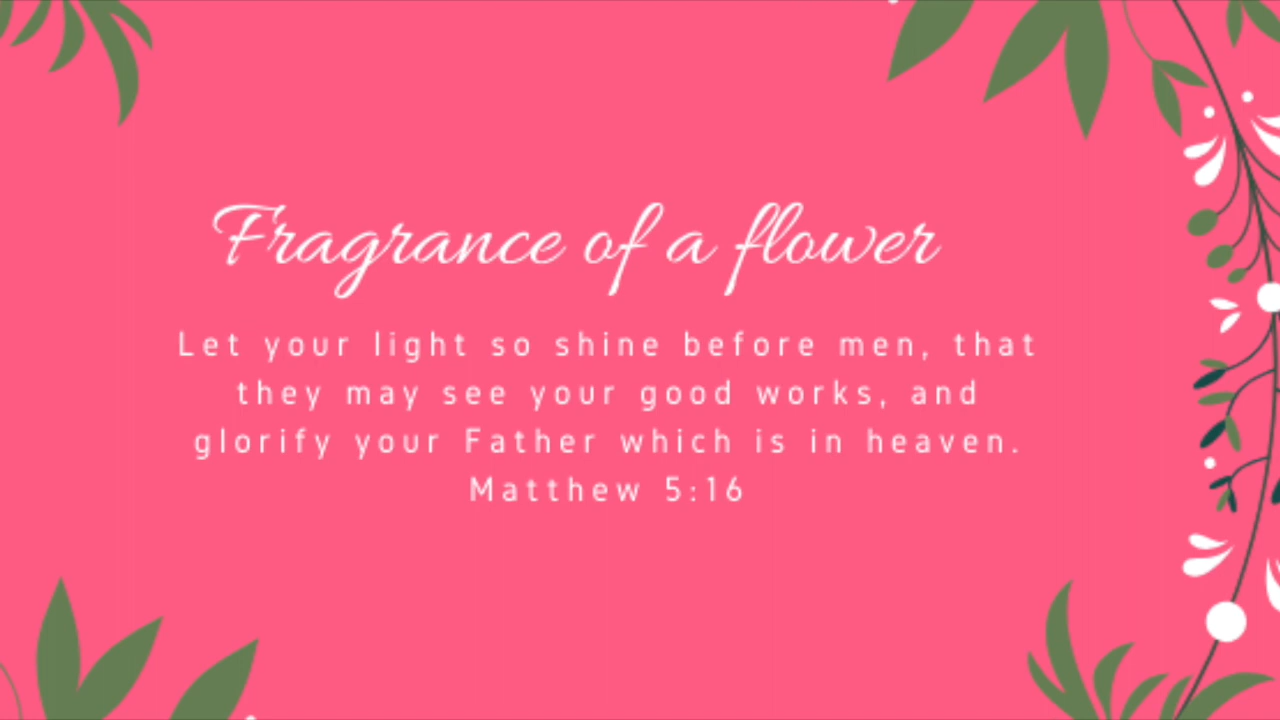 Fragrance of a flower
Let your light so shine before men, that
they may see your good works, and
glorify your Father which is in heaven.
Matthew 5:16